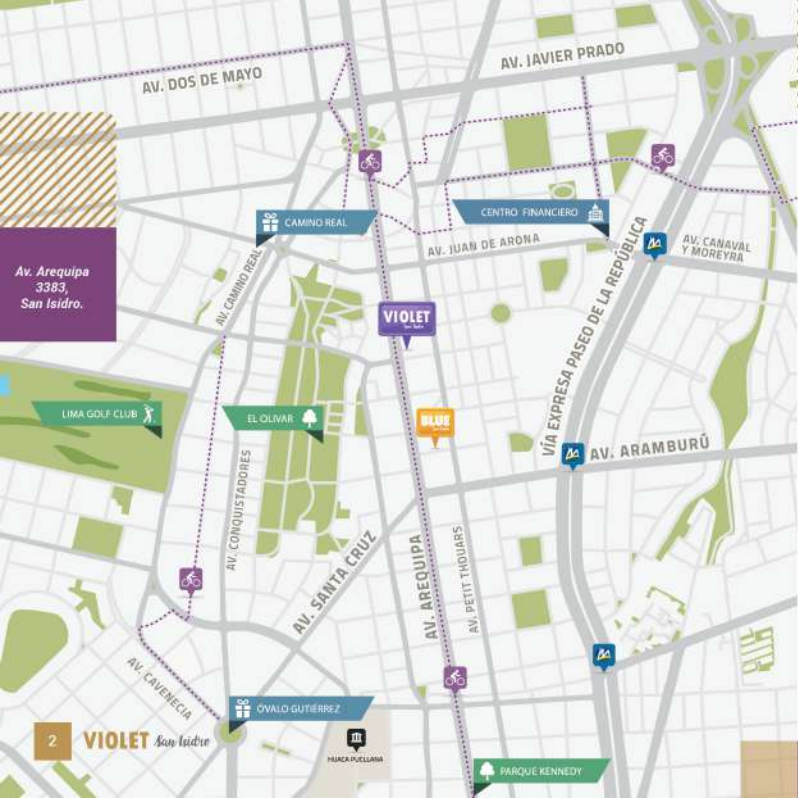 AV. JAVIER PRADO
AV. DOS DE MAYO
CAMINO REAL
CENTRO FINANCIERO
AV. JUAN DE ARONA
AV. CANAVAL
Y MOREYRA
AV. CAMINO REAL
VÍA EXPRESA PASEO DE LA REPÚBLICA
Av. Arequipa
3383,
San Isidro.
VIOLET
San Isidro
LIMA GOLF CLUB
EL OLIVAR
BLUE
AV. ARAMBURÚ
AV. CONQUISTADORES
AV. SANTA CRUZ
AV. AREQUIPA
AV. PETIT THOUARS
AV. CAVENECIA
ÓVALO GUTIÉRREZ
2
VIOLET San Isidro
HUACA PUCLLANA
PARQUE KENNEDY